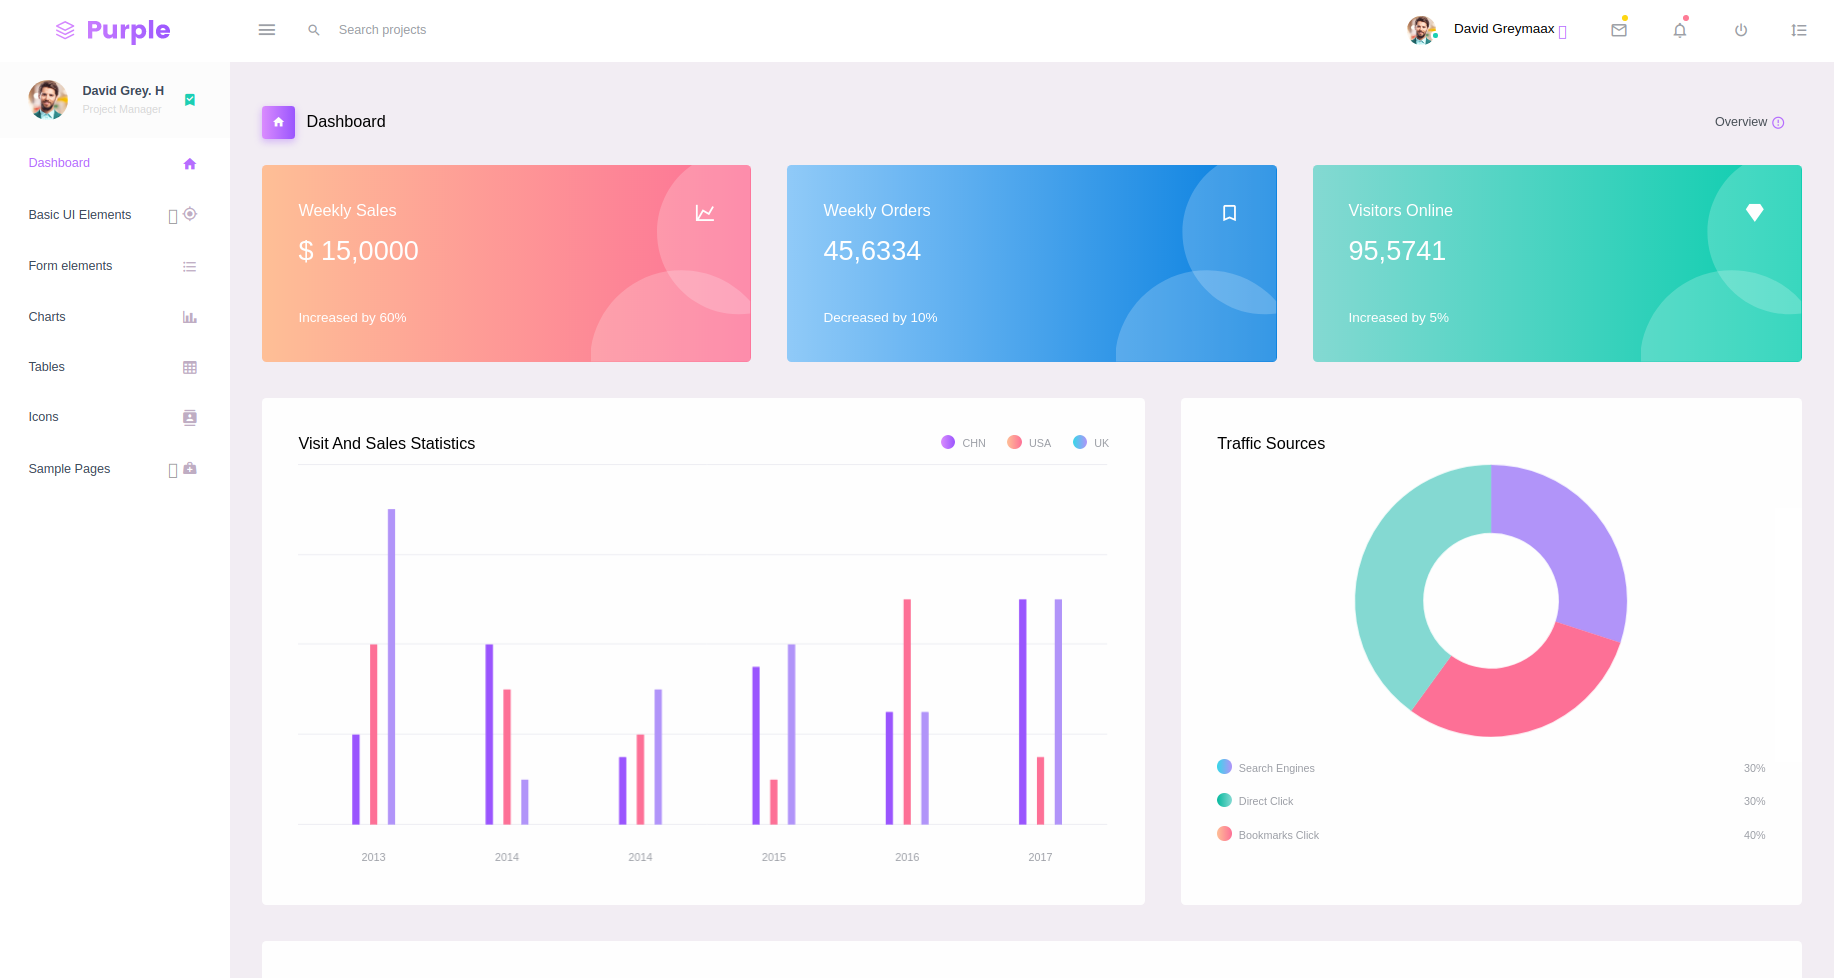 Purple
Search projects
David Greymaax
David Grey. H
Project Manager
Dashboard
Basic UI Elements
Form elements
Charts
Tables
Icons
Sample Pages
Dashboard
Overview
Weekly Sales
$ 15,0000
Increased by 60%
Weekly Orders
45,6334
Decreased by 10%
Visitors Online
95,5741
Increased by 5%
Visit And Sales Statistics
CHN
USA
UK
2013
2014
2014
2015
2016
2017
Traffic Sources
Search Engines 30%
Direct Click 30%
Bookmarks Click 40%